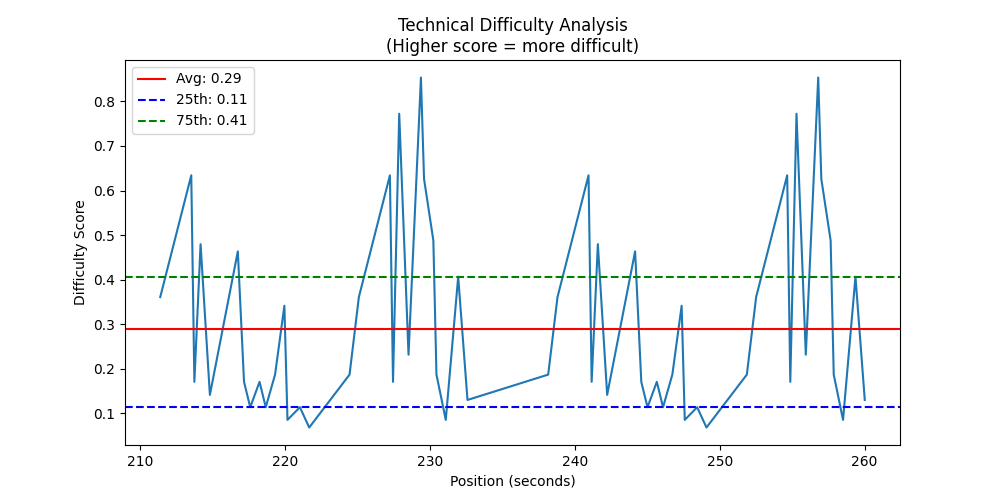 Technical Difficulty Analysis
(Higher score = more difficult)
Avg: 0.29
25th: 0.11
75th: 0.41
Difficulty Score
0.8
0.7
0.6
0.5
0.4
0.3
0.2
0.1
210 220 230 240 250 260
Position (seconds)